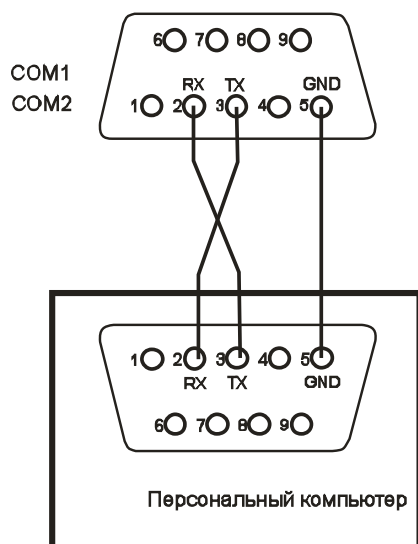 6 7 8 9
COM1
COM2
RX TX GND
1 2 3 4 5
1 2 3 4 5
RX TX GND
6 7 8 9
Персональный компьютер